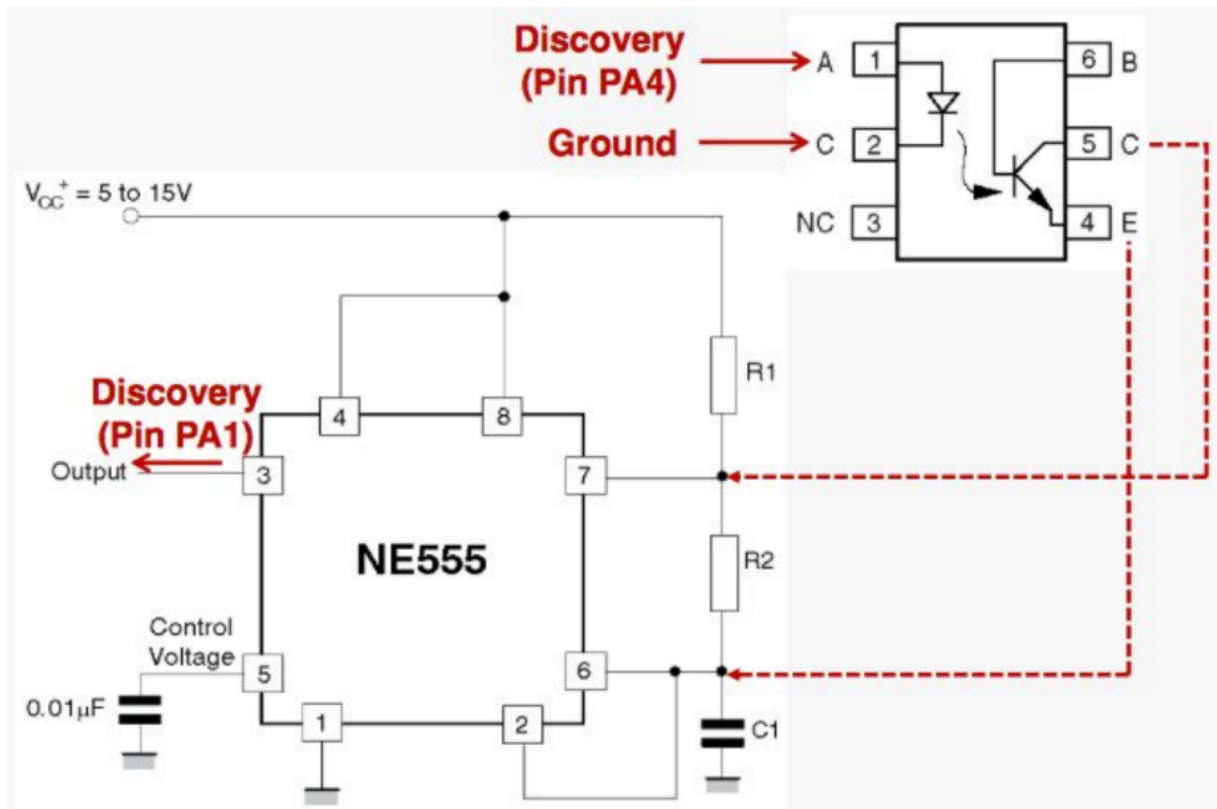 Discovery
(Pin PA4)
A
1
6
B
Ground
C
2
5
C
NC
3
4
E
V_CC^+ = 5 to 15V
R1
Discovery
(Pin PA1)
4
8
Output
3
7
NE555
R2
Control
Voltage
5
6
0.01µF
1
2
C1